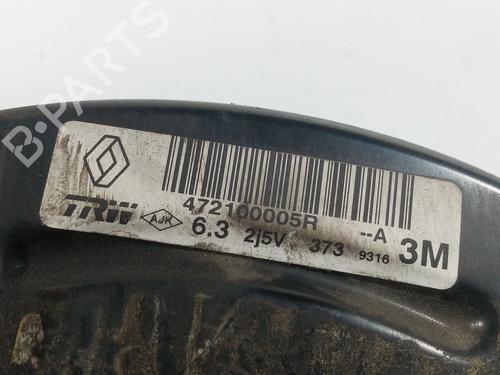 B-PARTS
472100005R --A
TRW AJK 6.3 2j5V 373 9316 3M